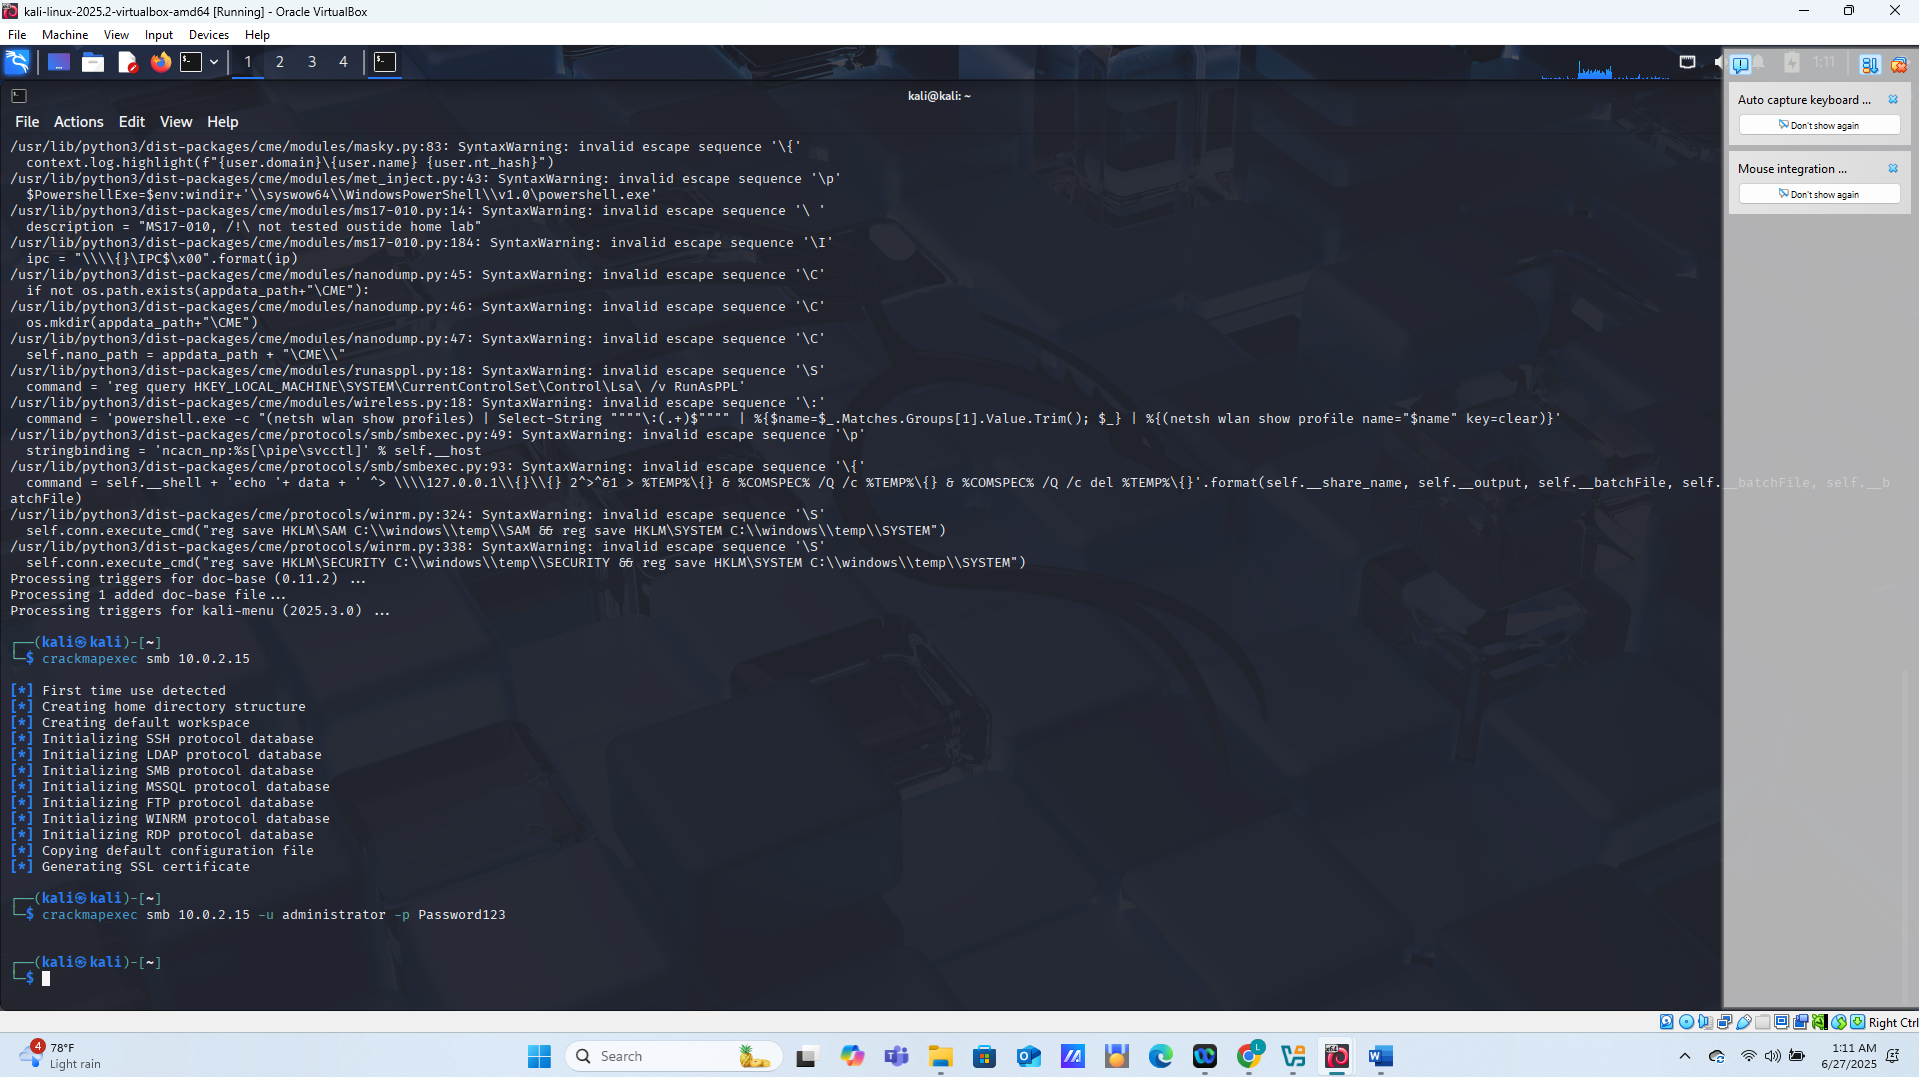 kali-linux-2025.2-virtualbox-amd64 [Running] - Oracle VirtualBox
File Machine View Input Devices Help
1 2 3 4
1:11
kali@kali: ~
File Actions Edit View Help
Auto capture keyboard ...
Don't show again
Mouse integration ...
Don't show again
/usr/lib/python3/dist-packages/cme/modules/masky.py:83: SyntaxWarning: invalid escape sequence '\{'
context.log.highlight(f"{user.domain}\{user.name} {user.nt_hash}")
/usr/lib/python3/dist-packages/cme/modules/met_inject.py:43: SyntaxWarning: invalid escape sequence '\p'
$PowershellExe=$env:windir+'\\syswow64\\WindowsPowerShell\\v1.0\powershell.exe'
/usr/lib/python3/dist-packages/cme/modules/ms17-010.py:14: SyntaxWarning: invalid escape sequence '\ '
description = "MS17-010, /!\ not tested oustide home lab"
/usr/lib/python3/dist-packages/cme/modules/ms17-010.py:184: SyntaxWarning: invalid escape sequence '\I'
ipc = "\\\\{}\IPC$\x00".format(ip)
/usr/lib/python3/dist-packages/cme/modules/nanodump.py:45: SyntaxWarning: invalid escape sequence '\C'
if not os.path.exists(appdata_path+"\CME"):
/usr/lib/python3/dist-packages/cme/modules/nanodump.py:46: SyntaxWarning: invalid escape sequence '\C'
os.mkdir(appdata_path+"\CME")
/usr/lib/python3/dist-packages/cme/modules/nanodump.py:47: SyntaxWarning: invalid escape sequence '\C'
self.nano_path = appdata_path + "\CME\\"
/usr/lib/python3/dist-packages/cme/modules/runasppl.py:18: SyntaxWarning: invalid escape sequence '\S'
command = 'reg query HKEY_LOCAL_MACHINE\SYSTEM\CurrentControlSet\Control\Lsa\ /v RunAsPPL'
/usr/lib/python3/dist-packages/cme/modules/wireless.py:18: SyntaxWarning: invalid escape sequence '\:'
command = 'powershell.exe -c "(netsh wlan show profiles) | Select-String """"\:(.+)$"""" | %{$name=$_.Matches.Groups[1].Value.Trim(); $_} | %{(netsh wlan show profile name="$name" key=clear)}'
/usr/lib/python3/dist-packages/cme/protocols/smb/smbexec.py:49: SyntaxWarning: invalid escape sequence '\p'
stringbinding = 'ncacn_np:%s[\pipe\svcctl]' % self.__host
/usr/lib/python3/dist-packages/cme/protocols/smb/smbexec.py:93: SyntaxWarning: invalid escape sequence '\{'
command = self.__shell + 'echo '+ data + ' ^> \\\\127.0.0.1\\{}\\{} 2^>^&1 > %TEMP%\{} & %COMSPEC% /Q /c %TEMP%\{} & %COMSPEC% /Q /c del %TEMP%\{}'.format(self.__share_name, self.__output, self.__batchFile, self.__batchFile, self.__b
atchFile)
/usr/lib/python3/dist-packages/cme/protocols/winrm.py:324: SyntaxWarning: invalid escape sequence '\S'
self.conn.execute_cmd("reg save HKLM\SAM C:\\windows\\temp\\SAM && reg save HKLM\SYSTEM C:\\windows\\temp\\SYSTEM")
/usr/lib/python3/dist-packages/cme/protocols/winrm.py:338: SyntaxWarning: invalid escape sequence '\S'
self.conn.execute_cmd("reg save HKLM\SECURITY C:\\windows\\temp\\SECURITY && reg save HKLM\SYSTEM C:\\windows\\temp\\SYSTEM")
Processing triggers for doc-base (0.11.2) ...
Processing 1 added doc-base file...
Processing triggers for kali-menu (2025.3.0) ...
┌──(kali㉿kali)-[~]
└─$ crackmapexec smb 10.0.2.15
[*] First time use detected
[*] Creating home directory structure
[*] Creating default workspace
[*] Initializing SSH protocol database
[*] Initializing LDAP protocol database
[*] Initializing SMB protocol database
[*] Initializing MSSQL protocol database
[*] Initializing FTP protocol database
[*] Initializing WINRM protocol database
[*] Initializing RDP protocol database
[*] Copying default configuration file
[*] Generating SSL certificate
┌──(kali㉿kali)-[~]
└─$ crackmapexec smb 10.0.2.15 -u administrator -p Password123
┌──(kali㉿kali)-[~]
└─$
Right Ctrl
4
78°F
Light rain
Search
L
1:11 AM
6/27/2025